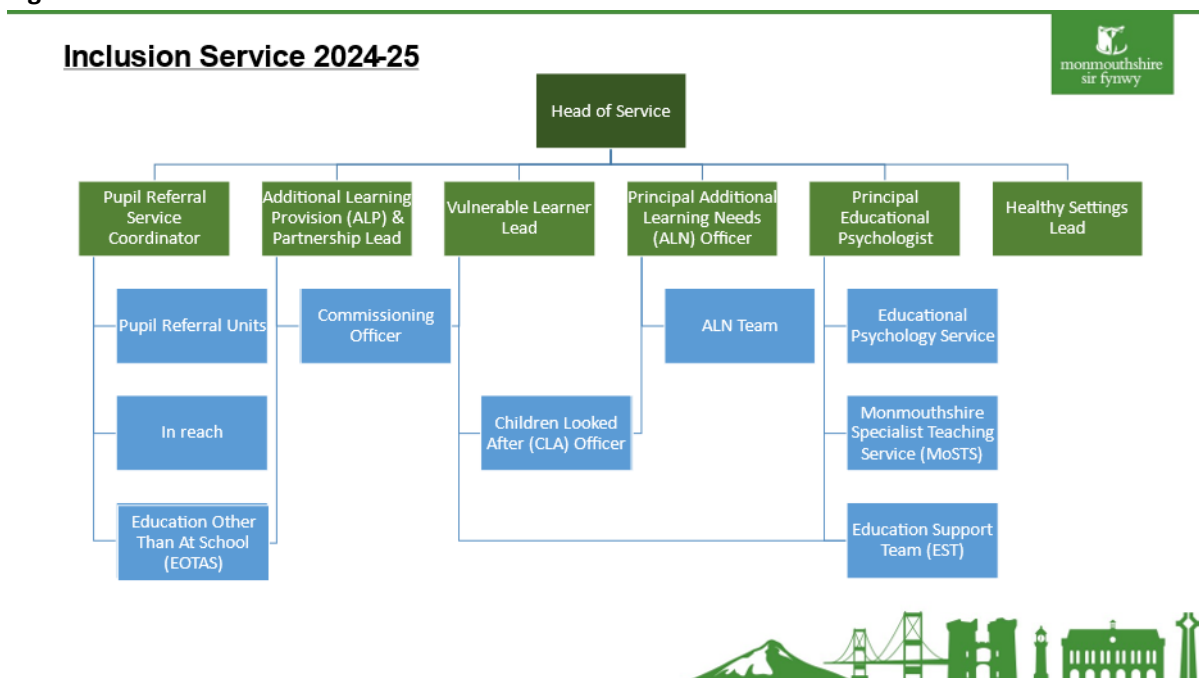 Inclusion Service 2024-25
monmouthshire
sir fynwy
Head of Service
Pupil Referral
Service
Coordinator
Additional Learning
Provision (ALP) &
Partnership Lead
Vulnerable Learner
Lead
Principal Additional
Learning Needs
(ALN) Officer
Principal
Educational
Psychologist
Healthy Settings
Lead
Pupil Referral Units
Commissioning
Officer
ALN Team
Educational
Psychology Service
In reach
Children Looked
After (CLA) Officer
Monmouthshire
Specialist Teaching
Service (MoSTS)
Education Other
Than At School
(EOTAS)
Education Support
Team (EST)